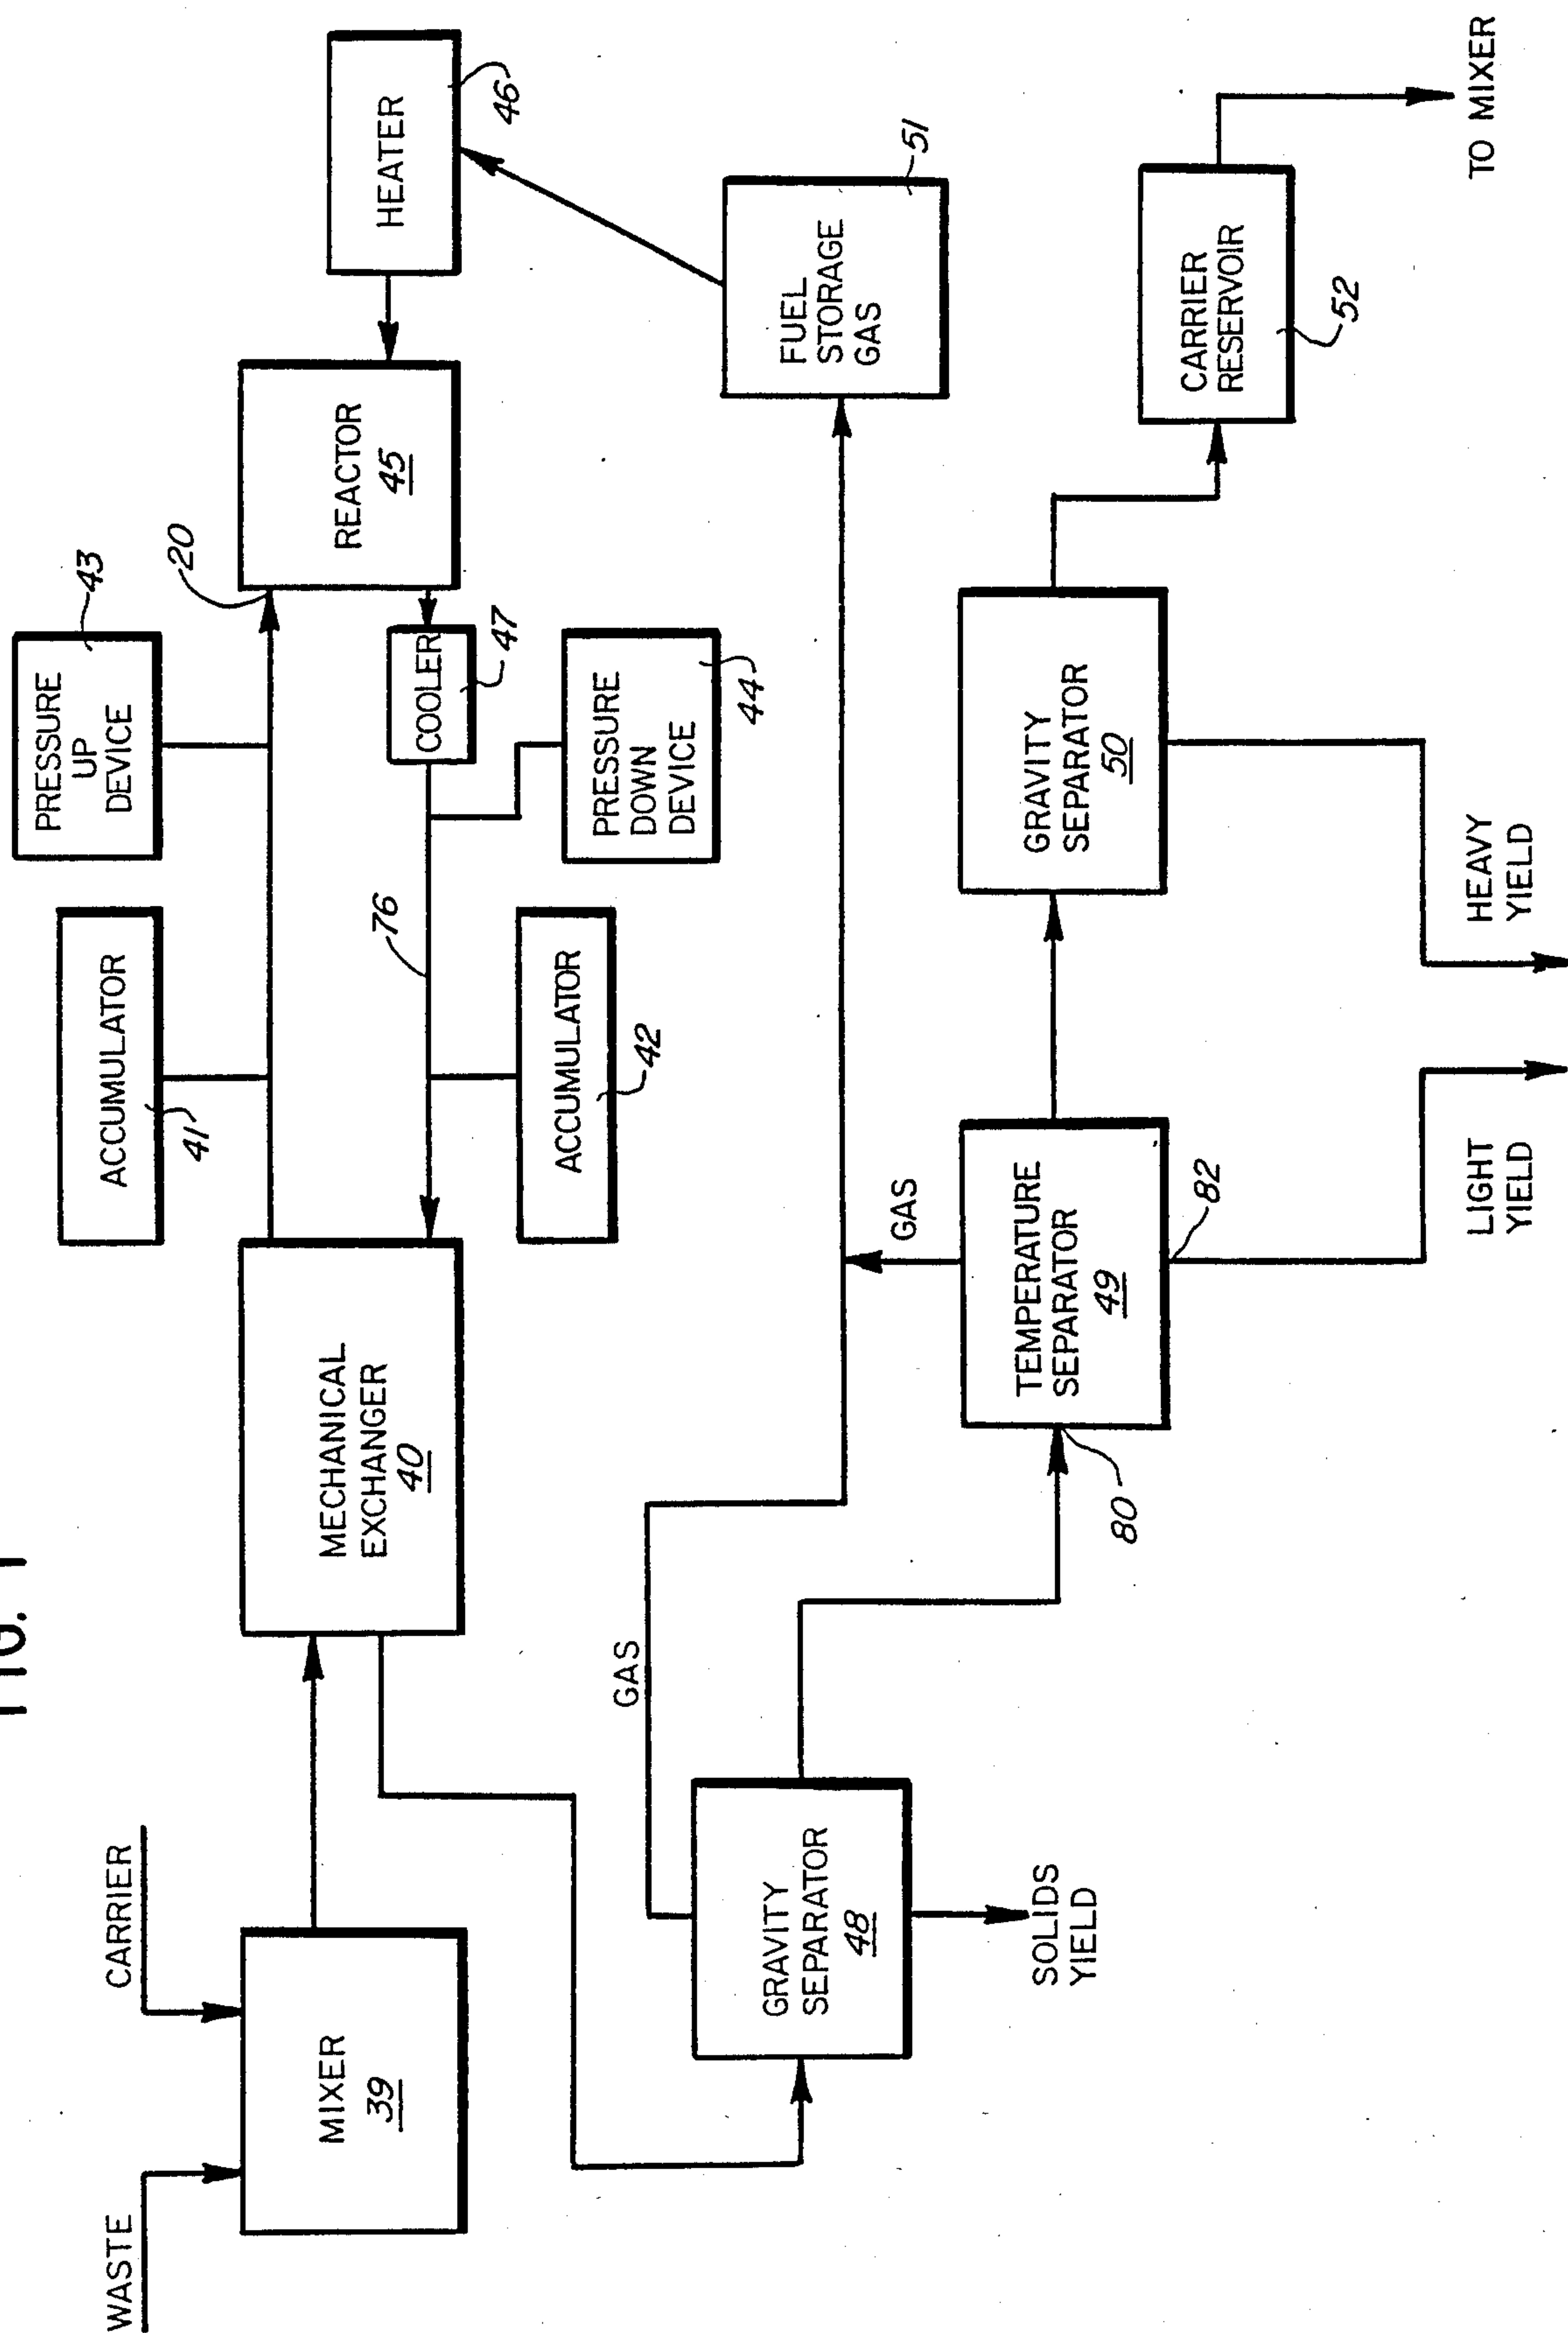 FIG. 1
WASTE
CARRIER
MIXER
39
MECHANICAL
EXCHANGER
40
ACCUMULATOR
41
PRESSURE
UP
DEVICE
43
20
REACTOR
45
HEATER
46
COOLER
47
76
ACCUMULATOR
42
PRESSURE
DOWN
DEVICE
44
GAS
GRAVITY
SEPARATOR
48
SOLIDS
YIELD
FUEL
STORAGE
GAS
51
GAS
TEMPERATURE
SEPARATOR
49
80
82
LIGHT
YIELD
GRAVITY
SEPARATOR
50
HEAVY
YIELD
CARRIER
RESERVOIR
52
TO MIXER